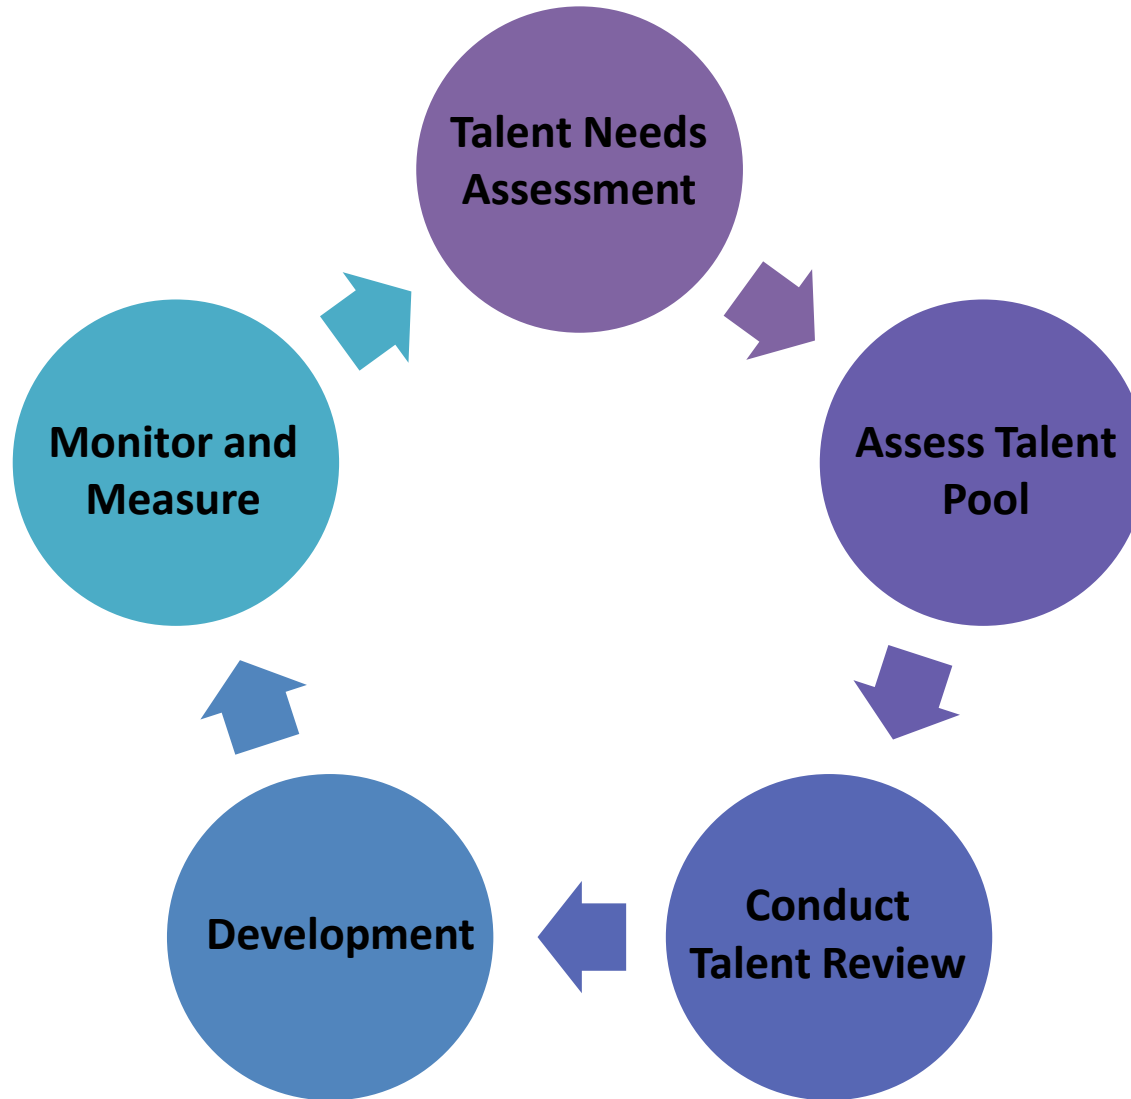 Talent Needs
Assessment
Assess Talent
Pool
Conduct
Talent Review
Development
Monitor and
Measure